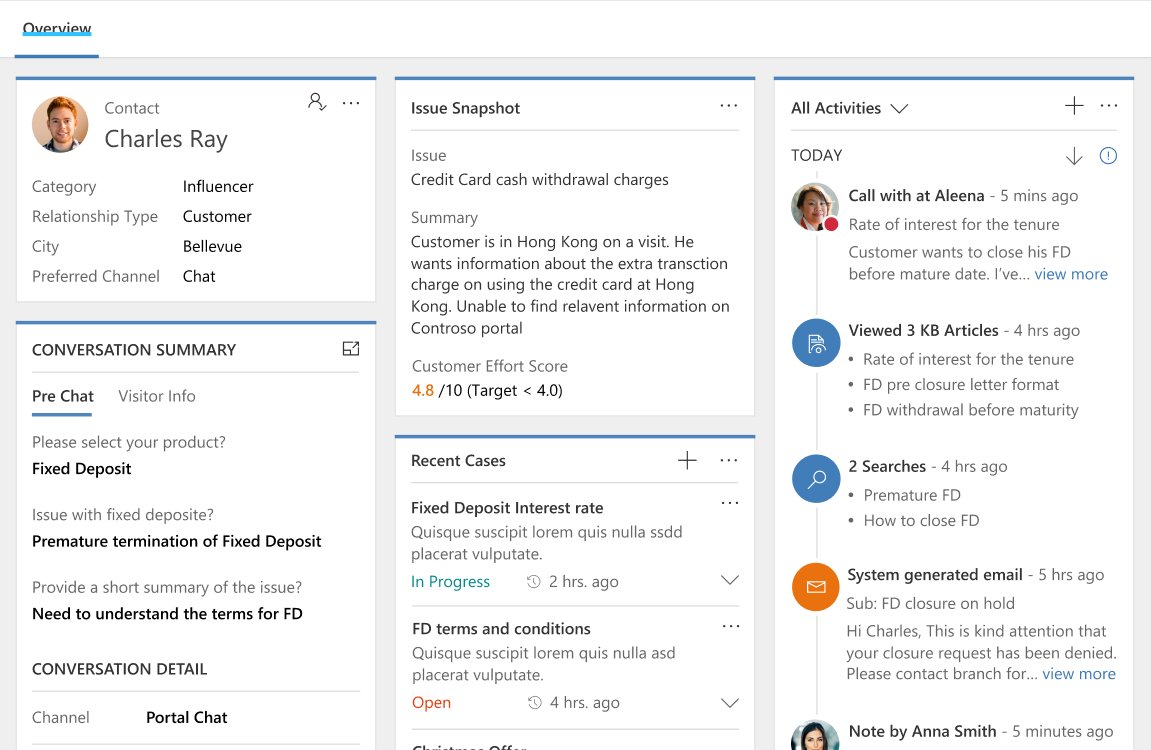 Overview
Contact
Charles Ray
Category Influencer
Relationship Type Customer
City Bellevue
Preferred Channel Chat
CONVERSATION SUMMARY
Pre Chat Visitor Info
Please select your product?
Fixed Deposit
Issue with fixed deposite?
Premature termination of Fixed Deposit
Provide a short summary of the issue?
Need to understand the terms for FD
CONVERSATION DETAIL
Channel Portal Chat
Issue Snapshot
Issue
Credit Card cash withdrawal charges
Summary
Customer is in Hong Kong on a visit. He
wants information about the extra transction
charge on using the credit card at Hong
Kong. Unable to find relavent information on
Controso portal
Customer Effort Score
4.8 /10 (Target < 4.0)
Recent Cases
Fixed Deposit Interest rate
Quisque suscipit lorem quis nulla ssdd
placerat vulputate.
In Progress 2 hrs. ago
FD terms and conditions
Quisque suscipit lorem quis nulla asd
placerat vulputate.
Open 4 hrs. ago
Christmas Offer
All Activities
TODAY
Call with at Aleena - 5 mins ago
Rate of interest for the tenure
Customer wants to close his FD
before mature date. I’ve... view more
Viewed 3 KB Articles - 4 hrs ago
• Rate of interest for the tenure
• FD pre closure letter format
• FD withdrawal before maturity
2 Searches - 4 hrs ago
• Premature FD
• How to close FD
System generated email - 5 hrs ago
Sub: FD closure on hold
Hi Charles, This is kind attention that
your closure request has been denied.
Please contact branch for... view more
Note by Anna Smith - 5 minutes ago